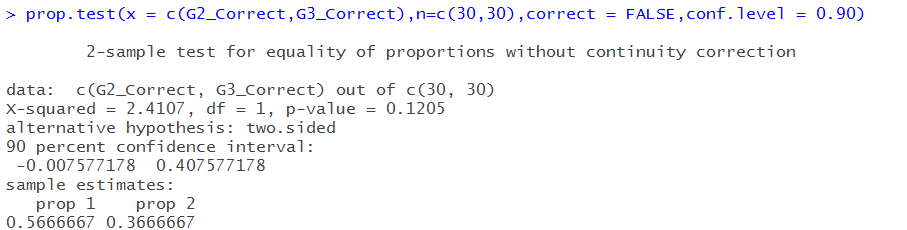 > prop.test(x = c(G2_Correct,G3_Correct),n=c(30,30),correct = FALSE,conf.level = 0.90)
2-sample test for equality of proportions without continuity correction
data:  c(G2_Correct, G3_Correct) out of c(30, 30)
X-squared = 2.4107, df = 1, p-value = 0.1205
alternative hypothesis: two.sided
90 percent confidence interval:
 -0.007577178  0.407577178
sample estimates:
   prop 1    prop 2
0.5666667 0.3666667